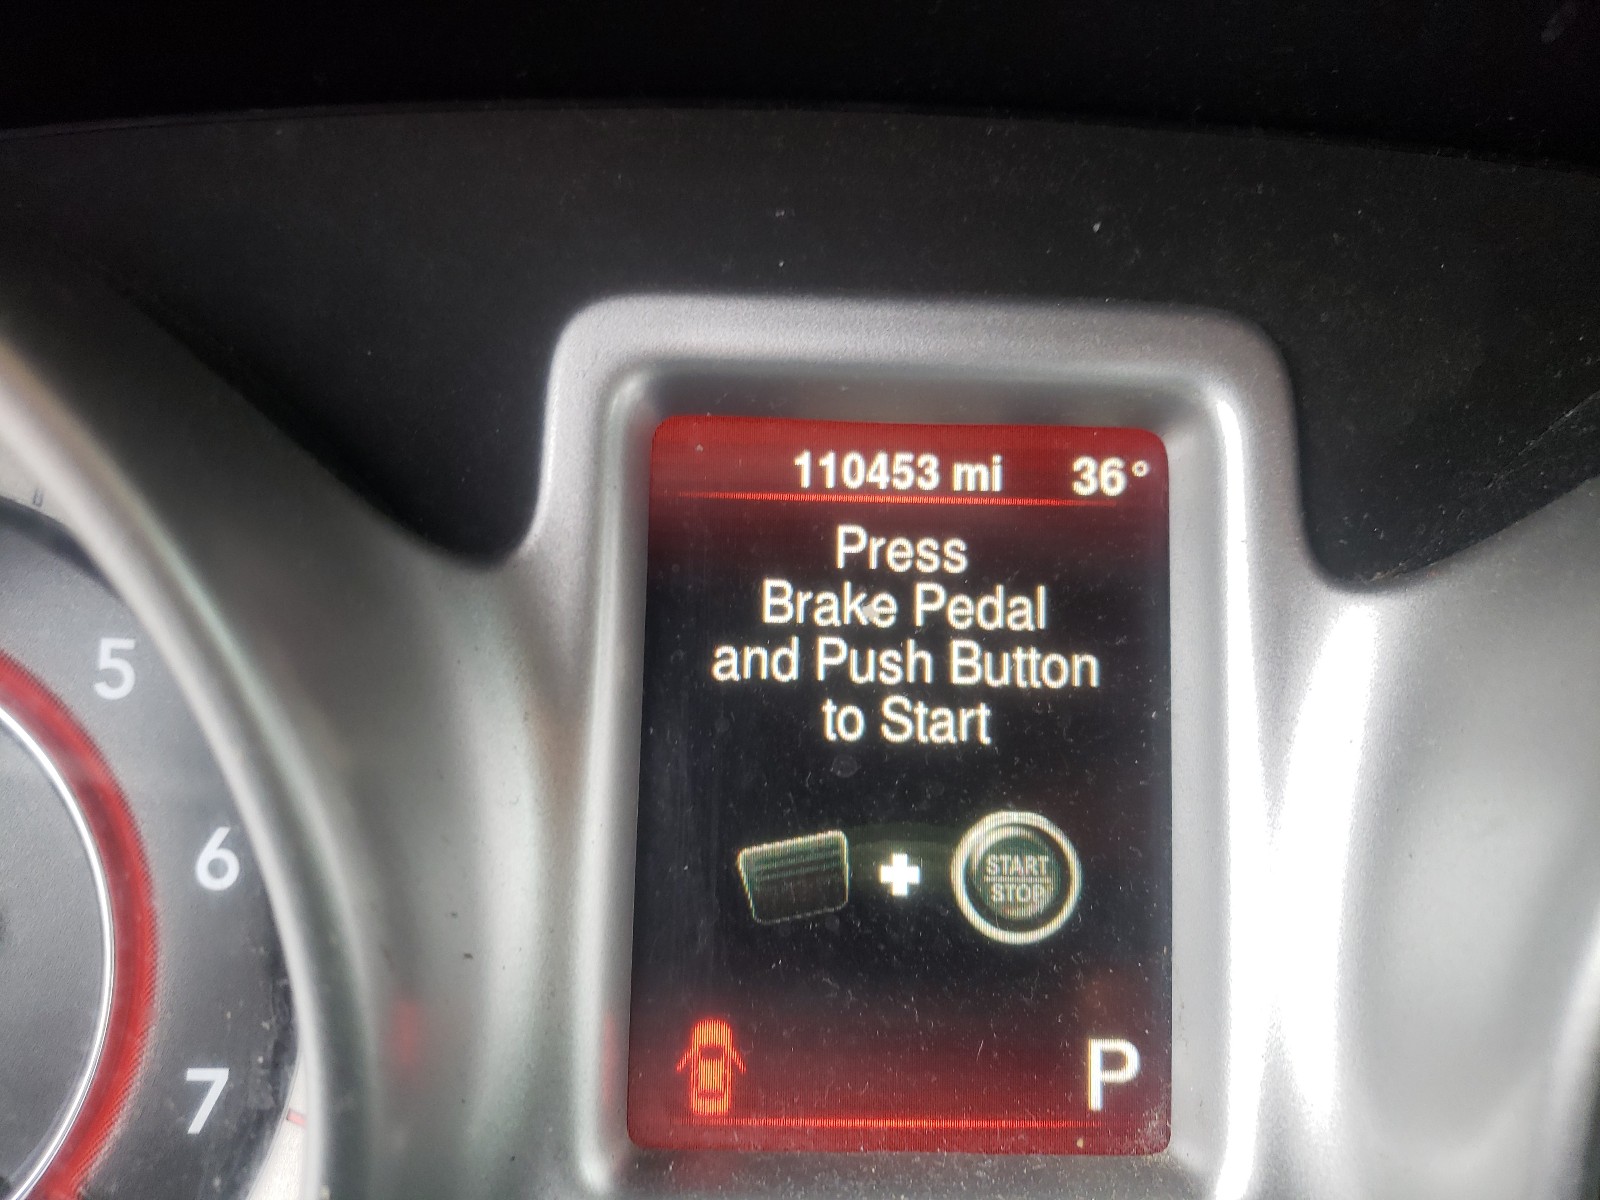 110453 mi 36°
Press
Brake Pedal
and Push Button
to Start
START
STOP
P
5
6
7